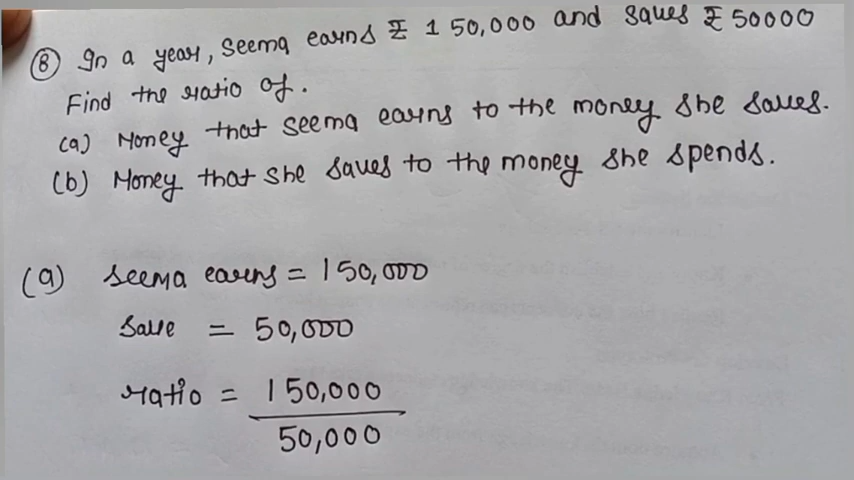 ⑧ In a year, Seema earns ₹ 1 50,000 and saves ₹ 50000
Find the ratio of.
(a) Money that seema earns to the money she saves.
(b) Money that she saves to the money she spends.
(a) seema earns = 150,000
Save = 50,000
ratio = 150,000
50,000